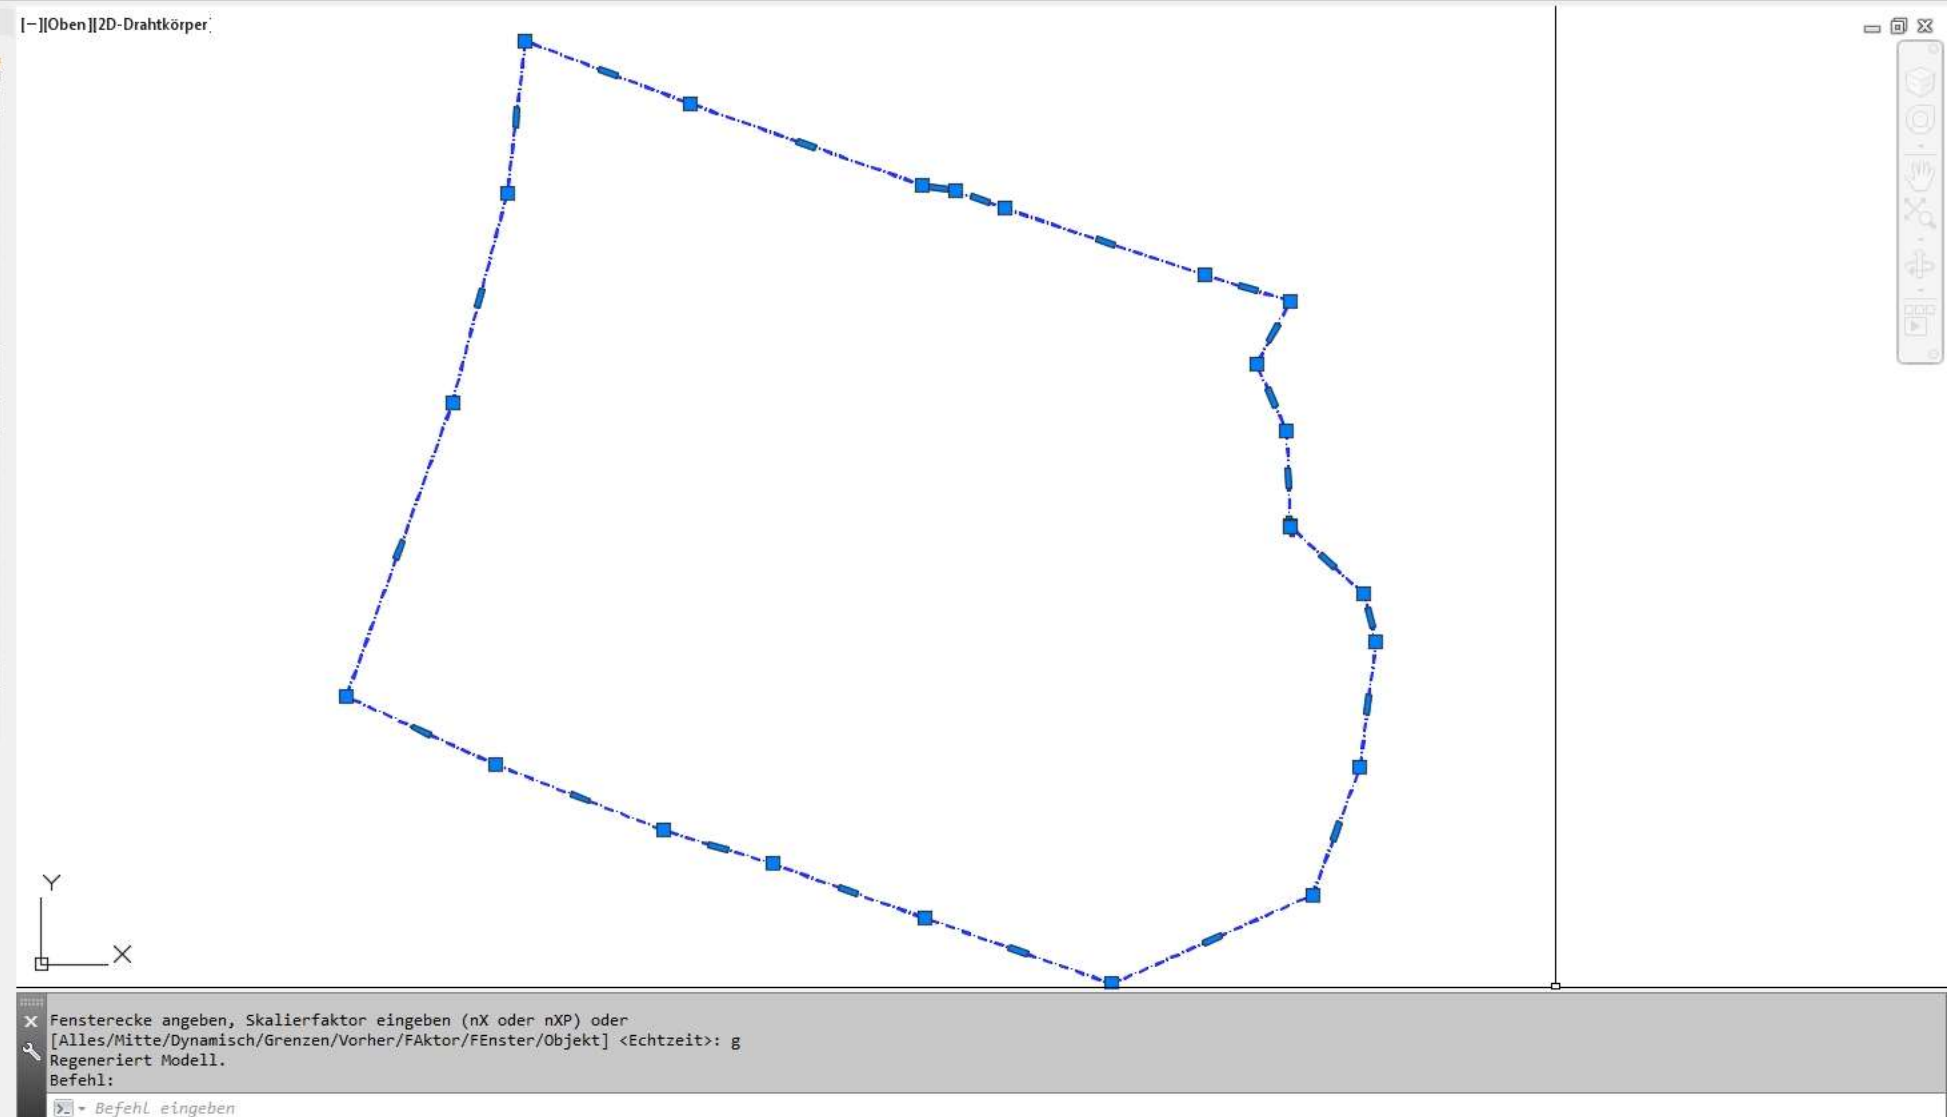 [−][Oben][2D-Drahtkörper]
Y
X
Fensterecke angeben, Skalierfaktor eingeben (nX oder nXP) oder
[Alles/Mitte/Dynamisch/Grenzen/Vorher/FAktor/FEnster/Objekt] <Echtzeit>: g
Regeneriert Modell.
Befehl:
Befehl eingeben